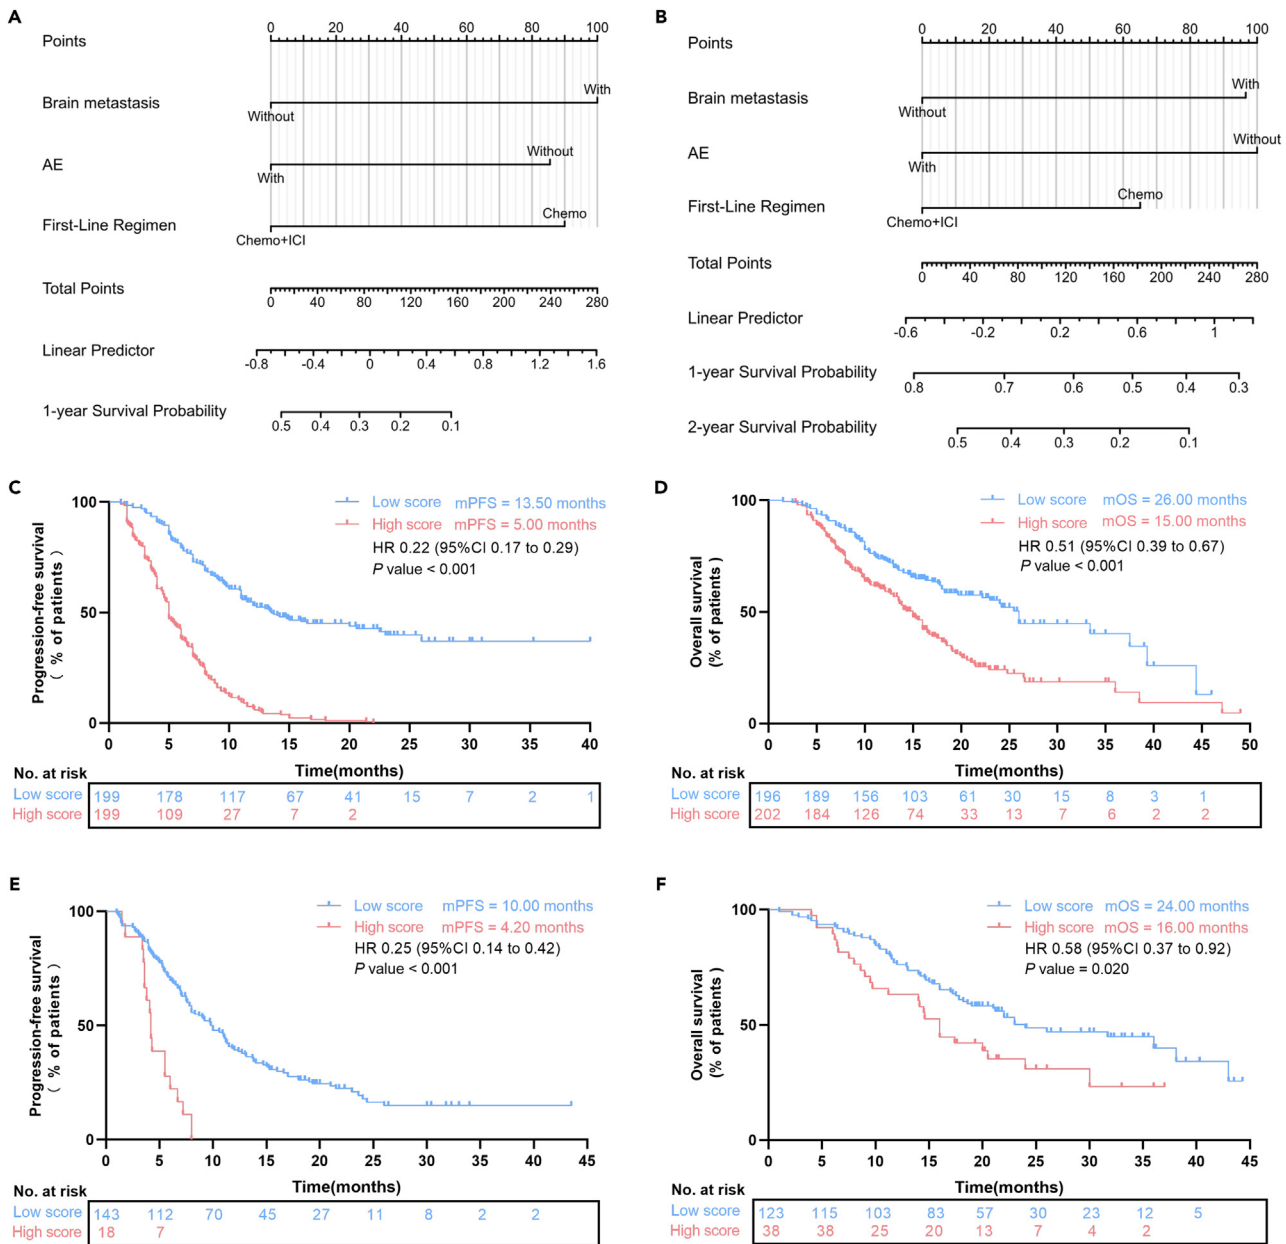 A
Points
0 20 40 60 80 100
Brain metastasis
With
Without
AE
Without
With
First-Line Regimen
Chemo
Chemo+ICI
Total Points
0 40 80 120 160 200 240 280
Linear Predictor
-0.8 -0.4 0 0.4 0.8 1.2 1.6
1-year Survival Probability
0.5 0.4 0.3 0.2 0.1
B
Points
0 20 40 60 80 100
Brain metastasis
With
Without
AE
Without
With
First-Line Regimen
Chemo
Chemo+ICI
Total Points
0 40 80 120 160 200 240 280
Linear Predictor
-0.6 -0.2 0.2 0.6 1
1-year Survival Probability
0.8 0.7 0.6 0.5 0.4 0.3
2-year Survival Probability
0.5 0.4 0.3 0.2 0.1
C
Progression-free survival
( % of patients )
100
50
0
Low score mPFS = 13.50 months
High score mPFS = 5.00 months
HR 0.22 (95%CI 0.17 to 0.29)
P value < 0.001
0 5 10 15 20 25 30 35 40
Time(months)
No. at risk
Low score 199 178 117 67 41 15 7 2 1
High score 199 109 27 7 2
D
Overall survival
(% of patients )
100
50
0
Low score mOS = 26.00 months
High score mOS = 15.00 months
HR 0.51 (95%CI 0.39 to 0.67)
P value < 0.001
0 5 10 15 20 25 30 35 40 45 50
Time(months)
No. at risk
Low score 196 189 156 103 61 30 15 8 3 1
High score 202 184 126 74 33 13 7 6 2 2
E
Progression-free survival
( % of patients )
100
50
0
Low score mPFS = 10.00 months
High score mPFS = 4.20 months
HR 0.25 (95%CI 0.14 to 0.42)
P value < 0.001
0 5 10 15 20 25 30 35 40 45
Time(months)
No. at risk
Low score 143 112 70 45 27 11 8 2 2
High score 18 7
F
Overall survival
(% of patients )
100
50
0
Low score mOS = 24.00 months
High score mOS = 16.00 months
HR 0.58 (95%CI 0.37 to 0.92)
P value = 0.020
0 5 10 15 20 25 30 35 40 45
Time(months)
No. at risk
Low score 123 115 103 83 57 30 23 12 5
High score 38 38 25 20 13 7 4 2